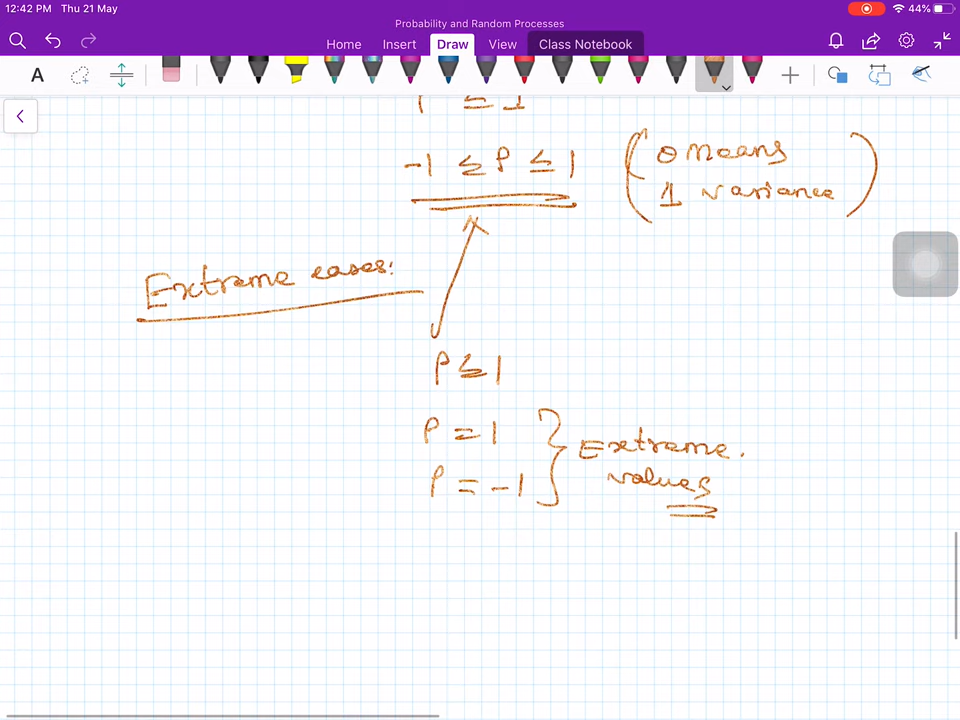 12:42 PM Thu 21 May
44%
Probability and Random Processes
Home Insert Draw View Class Notebook
A
ρ ≤ 1
-1 ≤ ρ ≤ 1 (0 Means
1 variance)
Extreme cases:
ρ ≤ 1
ρ = 1
ρ = -1 } Extreme.
values